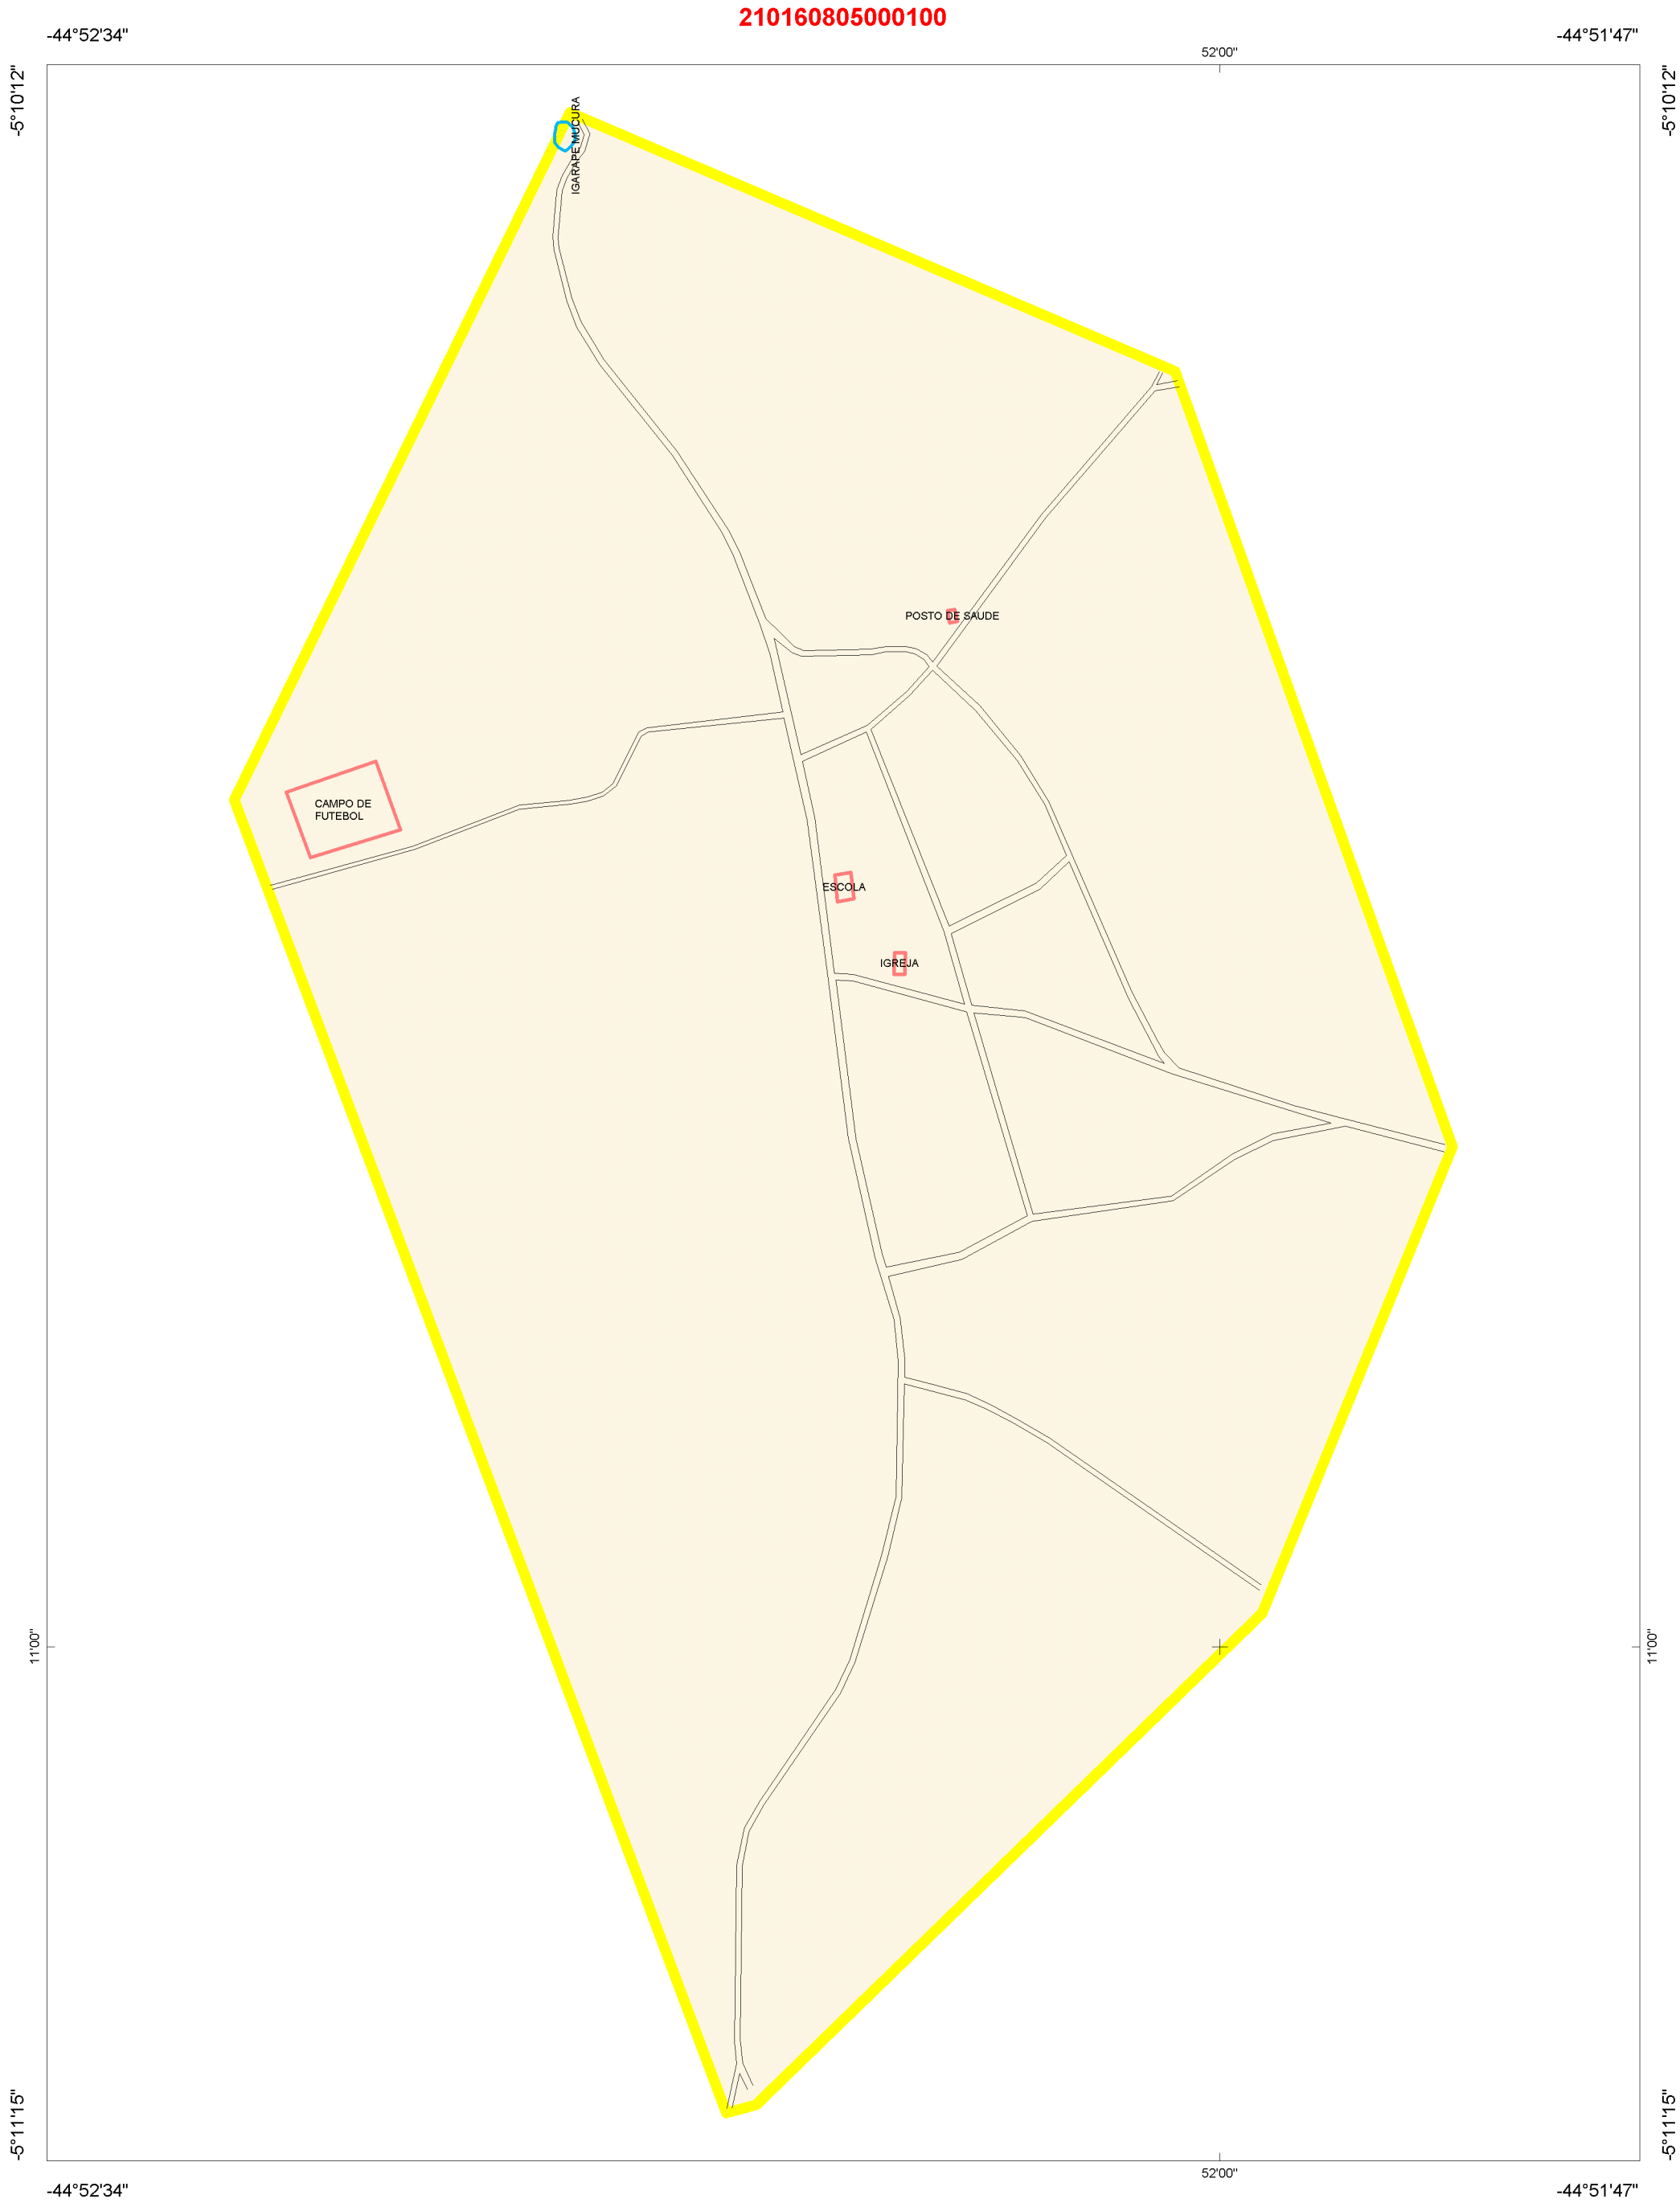 210160805000100
-44°52'34"
-44°51'47"
52'00"
-5°10'12"
-5°10'12"
IGARAPE MUCURA
POSTO DE SAUDE
CAMPO DE
FUTEBOL
ESCOLA
IGREJA
11'00"
11'00"
-5°11'15"
-5°11'15"
52'00"
-44°52'34"
-44°51'47"